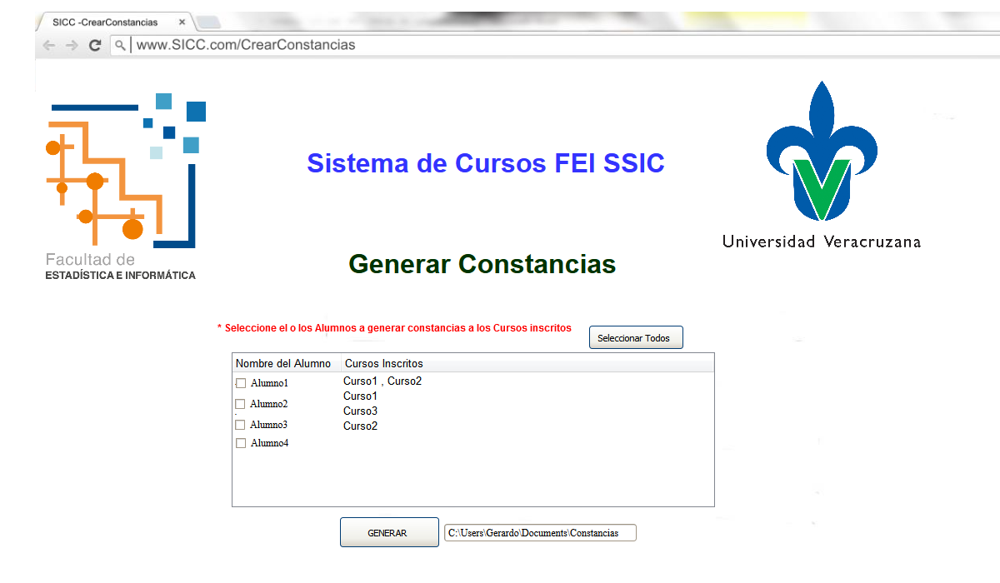 SICC -CrearConstancias
www.SICC.com/CrearConstancias
Sistema de Cursos FEI SSIC
Universidad Veracruzana
Facultad de
ESTADÍSTICA E INFORMÁTICA
Generar Constancias
* Seleccione el o los Alumnos a generar constancias a los Cursos inscritos
Seleccionar Todos
Nombre del Alumno Cursos Inscritos
Alumno1 Curso1 , Curso2
Alumno2 Curso1
Alumno3 Curso3
Alumno4 Curso2
GENERAR C:\Users\Gerardo\Documents\Constancias